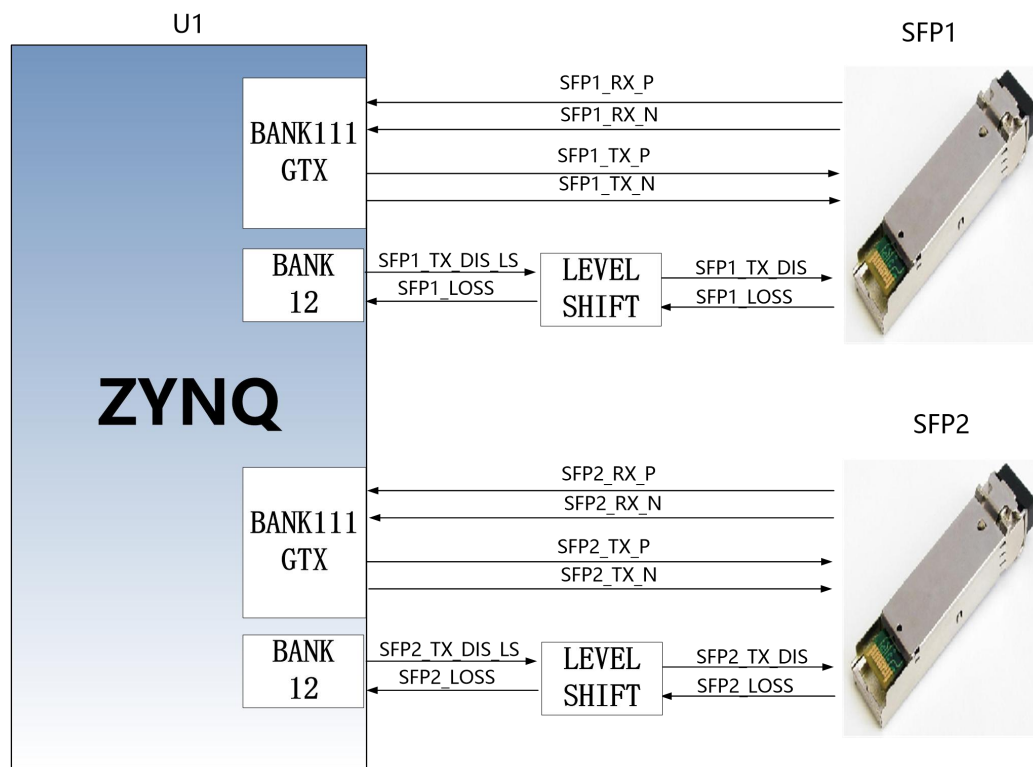 U1
SFP1
BANK111
GTX
SFP1_RX_P
SFP1_RX_N
SFP1_TX_P
SFP1_TX_N
BANK
12
SFP1_TX_DIS_LS
SFP1_LOSS
LEVEL
SHIFT
SFP1_TX_DIS
SFP1_LOSS
ZYNQ
SFP2
BANK111
GTX
SFP2_RX_P
SFP2_RX_N
SFP2_TX_P
SFP2_TX_N
BANK
12
SFP2_TX_DIS_LS
SFP2_LOSS
LEVEL
SHIFT
SFP2_TX_DIS
SFP2_LOSS